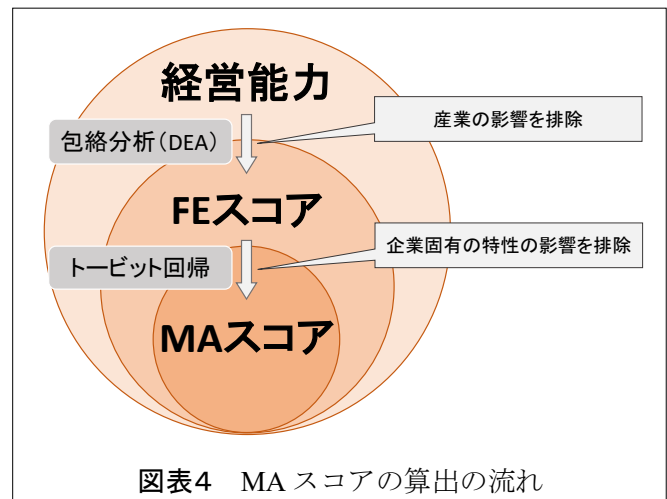 経営能力
包絡分析(DEA)
産業の影響を排除
FEスコア
トービット回帰
企業固有の特性の影響を排除
MAスコア
図表4 MA スコアの算出の流れ